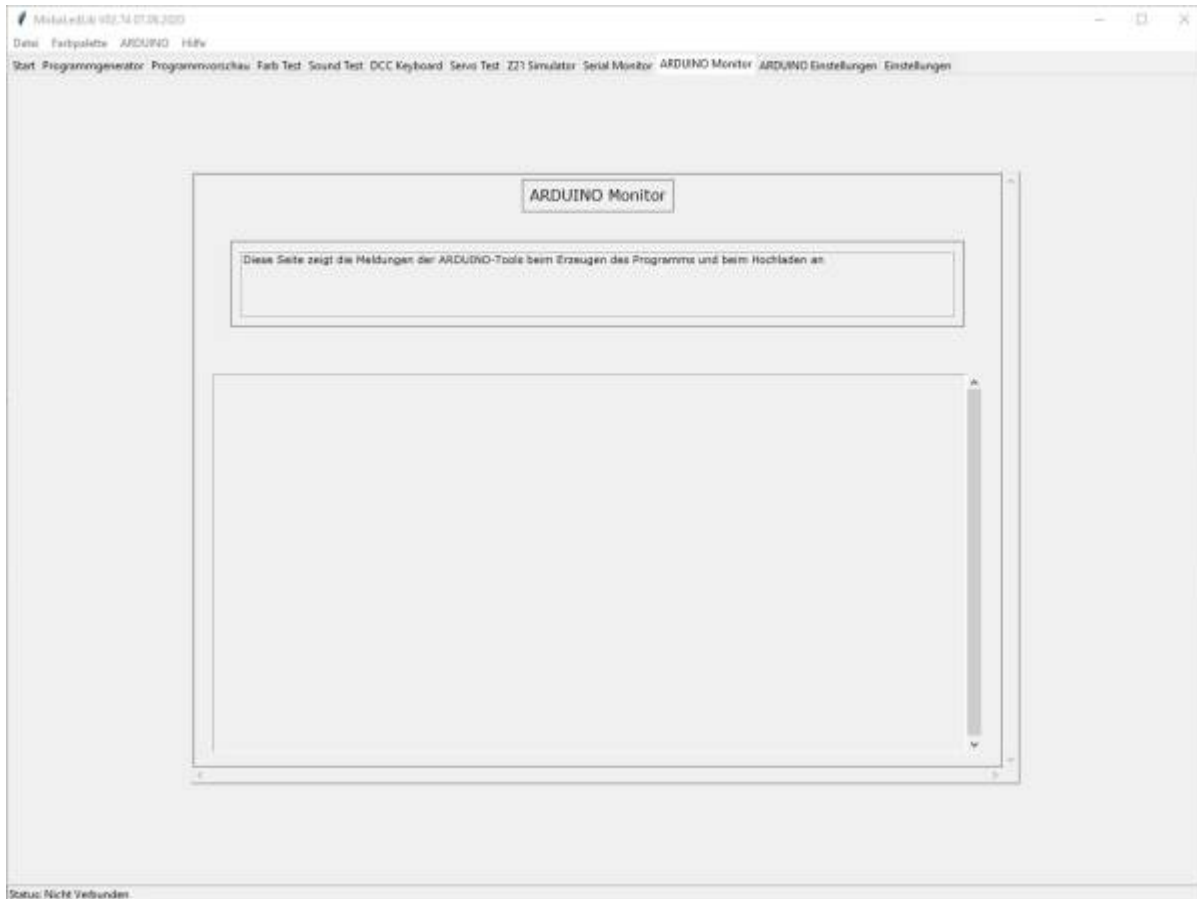 MobaLedLib V02.74 07.06.2020
Datei Farbpalette ARDUINO Hilfe
Start Programmgenerator Programmvorschau Farb Test Sound Test DCC Keyboard Servo Test Z21 Simulator Serial Monitor ARDUINO Monitor ARDUINO Einstellungen Einstellungen
ARDUINO Monitor
Diese Seite zeigt die Meldungen der ARDUINO-Tools beim Erzeugen des Programms und beim Hochladen an
Status: Nicht Verbunden